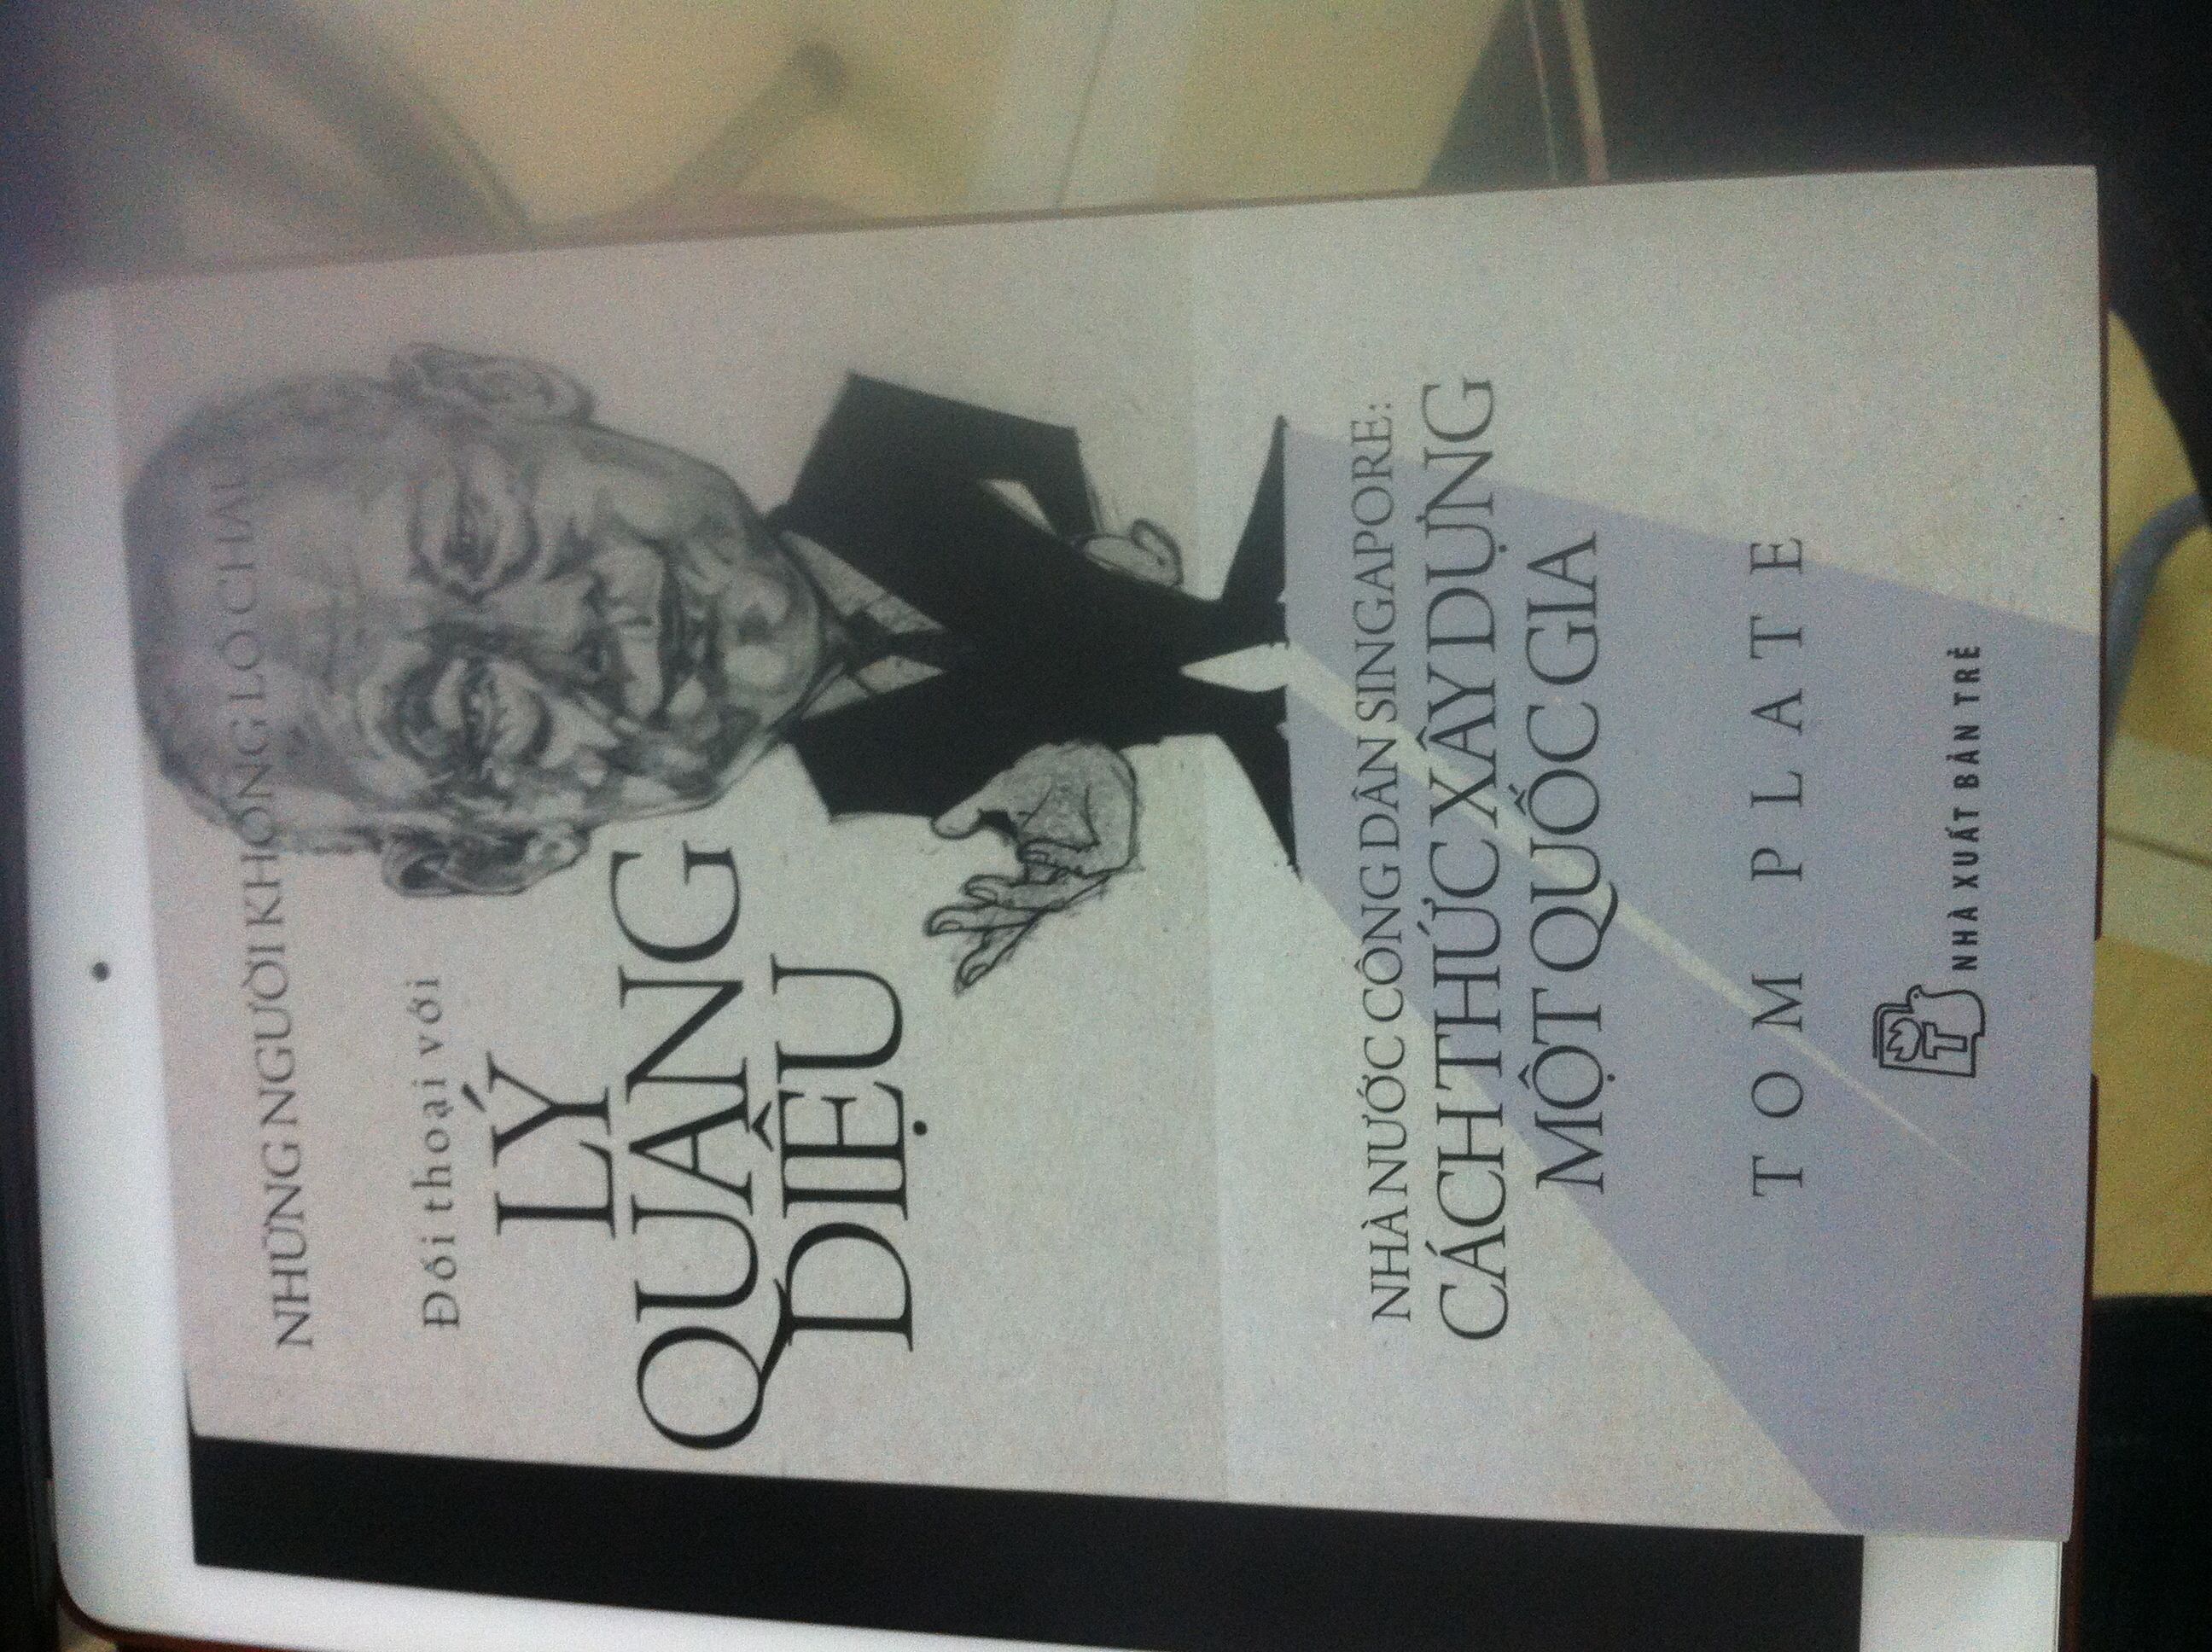 NHỮNG NGƯỜI KHỔNG LỒ CHÂU
Đối thoại với
LÝ
QUANG
DIỆU
NHÀ NƯỚC CÔNG DÂN SINGAPORE:
CÁCH THỨC XÂY DỰNG
MỘT QUỐC GIA
TOM PLATE
T
NHÀ XUẤT BẢN TRẺ